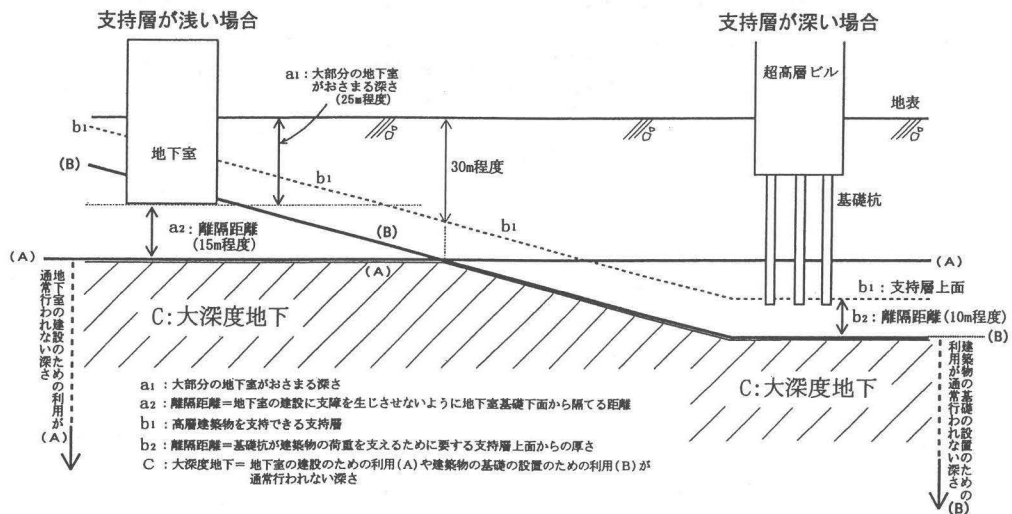 支持層が浅い場合
支持層が深い場合
a₁：大部分の地下室
がおさまる深さ
(25m程度)
超高層ビル
地表
b₁
(B)
地下室
b₁
30m程度
基礎杭
a₂：離隔距離
(15m程度)
(B)
b₁
(A)
(A)
(A)
b₁：支持層上面
b₂：離隔距離(10m程度)
(B)
C:大深度地下
C:大深度地下
地下室の建設のための利用が
通常行われない深さ
(A)
建築物の基礎の設置のための
利用が通常行われない深さ
(B)
a₁：大部分の地下室がおさまる深さ
a₂：離隔距離＝地下室の建設に支障を生じさせないように地下室基礎下面から隔てる距離
b₁：高層建築物を支持できる支持層
b₂：離隔距離＝基礎杭が建築物の荷重を支えるために要する支持層上面からの厚さ
C：大深度地下＝地下室の建設のための利用(A)や建築物の基礎の設置のための利用(B)が
通常行われない深さ